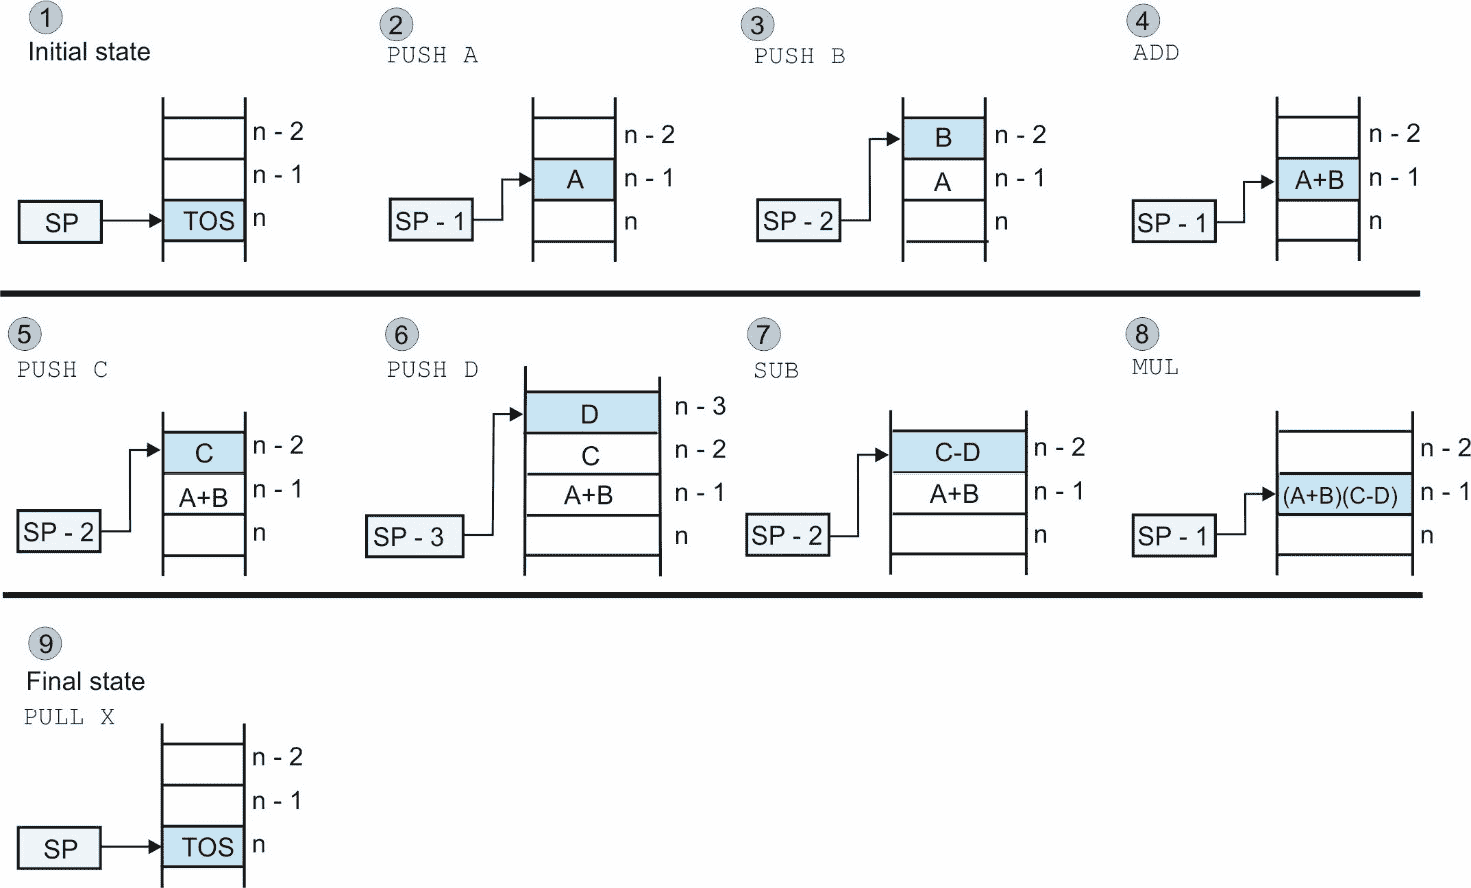 1
Initial state
n - 2
n - 1
SP
TOS
n
2
PUSH A
n - 2
A
n - 1
SP - 1
n
3
PUSH B
B
n - 2
A
n - 1
SP - 2
n
4
ADD
n - 2
A+B
n - 1
SP - 1
n
5
PUSH C
C
n - 2
A+B
n - 1
SP - 2
n
6
PUSH D
D
n - 3
C
n - 2
A+B
n - 1
SP - 3
n
7
SUB
C-D
n - 2
A+B
n - 1
SP - 2
n
8
MUL
n - 2
(A+B)(C-D)
n - 1
SP - 1
n
9
Final state
PULL X
n - 2
n - 1
SP
TOS
n